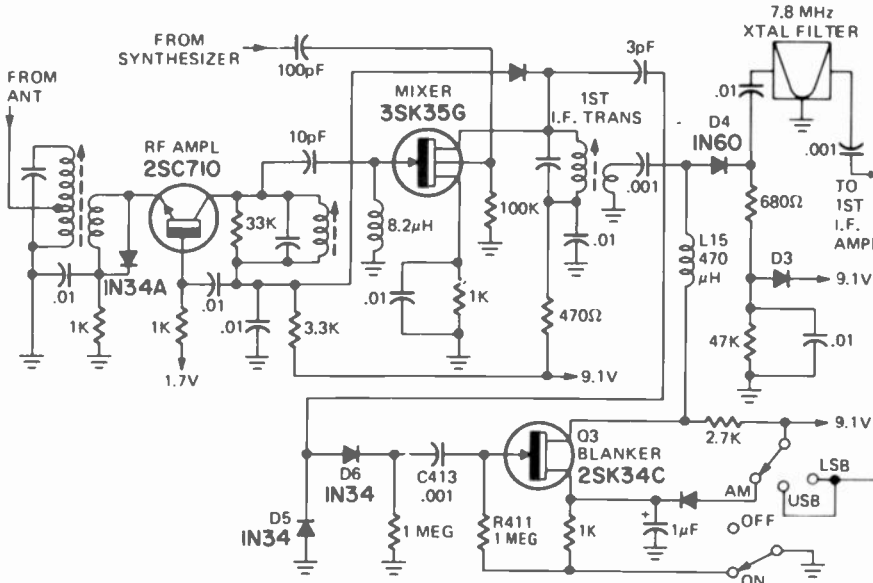 7.8 MHz
XTAL FILTER
FROM
SYNTHESIZER
100pF
3pF
FROM
ANT
MIXER
3SK35G
1ST
I.F. TRANS
.01
D4
IN60
RF AMPL
2SC710
10pF
.001
.001
TO
1ST
I.F.
AMPL
33K
8.2μH
100K
680Ω
L15
470
μH
.01
D3
9.1V
.01
IN34A
.01
.01
1K
1K
.01
3.3K
1K
470Ω
47K
.01
1.7V
9.1V
2.7K
9.1V
Q3
BLANKER
2SK34C
D6
IN34
C413
.001
AM
LSB
USB
OFF
D5
IN34
1 MEG
R411
1 MEG
1K
+
1μF
ON